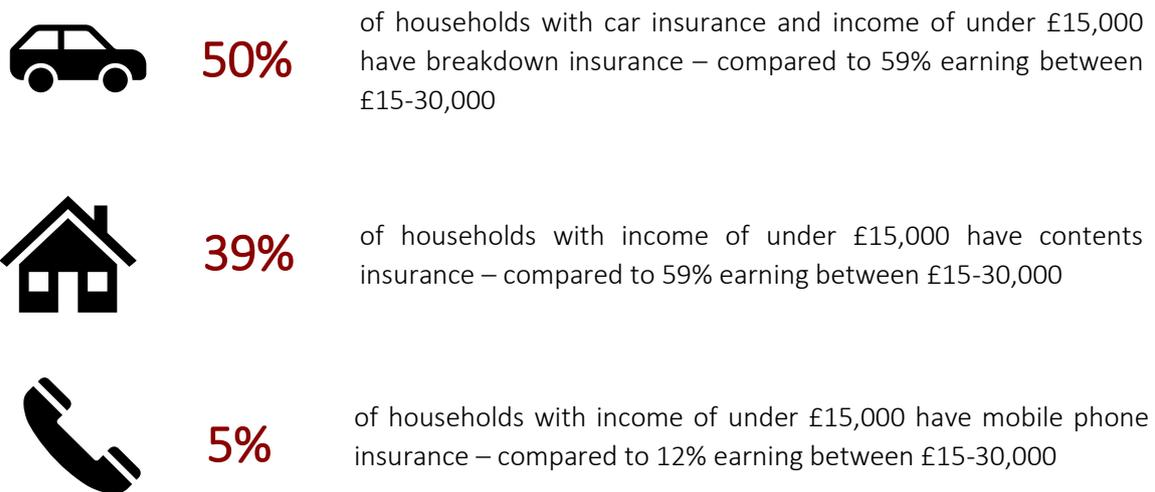 50%
of households with car insurance and income of under £15,000
have breakdown insurance – compared to 59% earning between
£15-30,000
39%
of households with income of under £15,000 have contents
insurance – compared to 59% earning between £15-30,000
5%
of households with income of under £15,000 have mobile phone
insurance – compared to 12% earning between £15-30,000